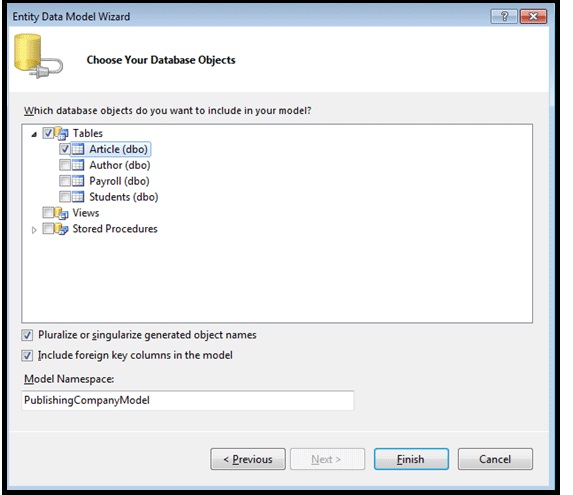 Entity Data Model Wizard
Choose Your Database Objects
Which database objects do you want to include in your model?
Tables
Article (dbo)
Author (dbo)
Payroll (dbo)
Students (dbo)
Views
Stored Procedures
Pluralize or singularize generated object names
Include foreign key columns in the model
Model Namespace:
PublishingCompanyModel
< Previous
Next >
Finish
Cancel